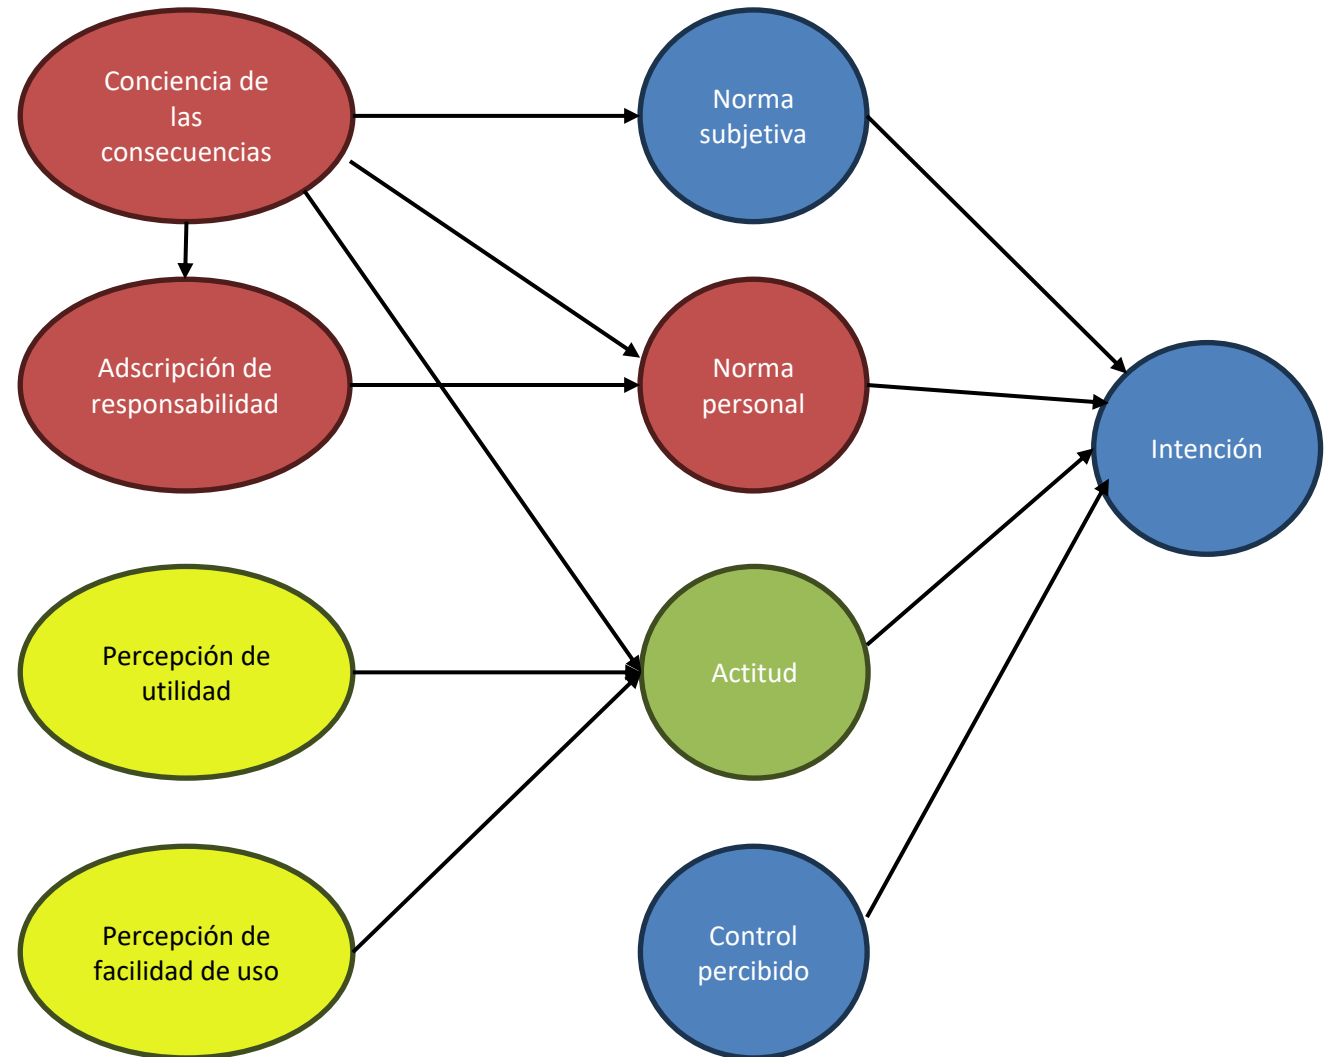 Conciencia de
las
consecuencias
Norma
subjetiva
Adscripción de
responsabilidad
Norma
personal
Intención
Percepción de
utilidad
Actitud
Percepción de
facilidad de uso
Control
percibido